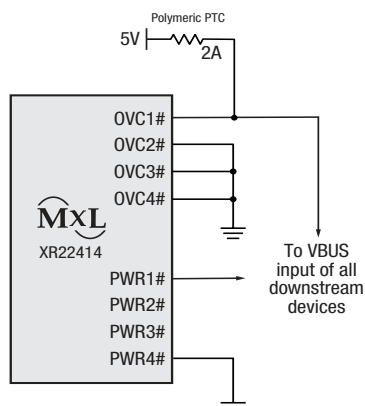 Polymeric PTC
5V
2A
OVC1#
OVC2#
OVC3#
OVC4#
MxL
XR22414
PWR1#
PWR2#
PWR3#
PWR4#
To VBUS
input of all
downstream
devices